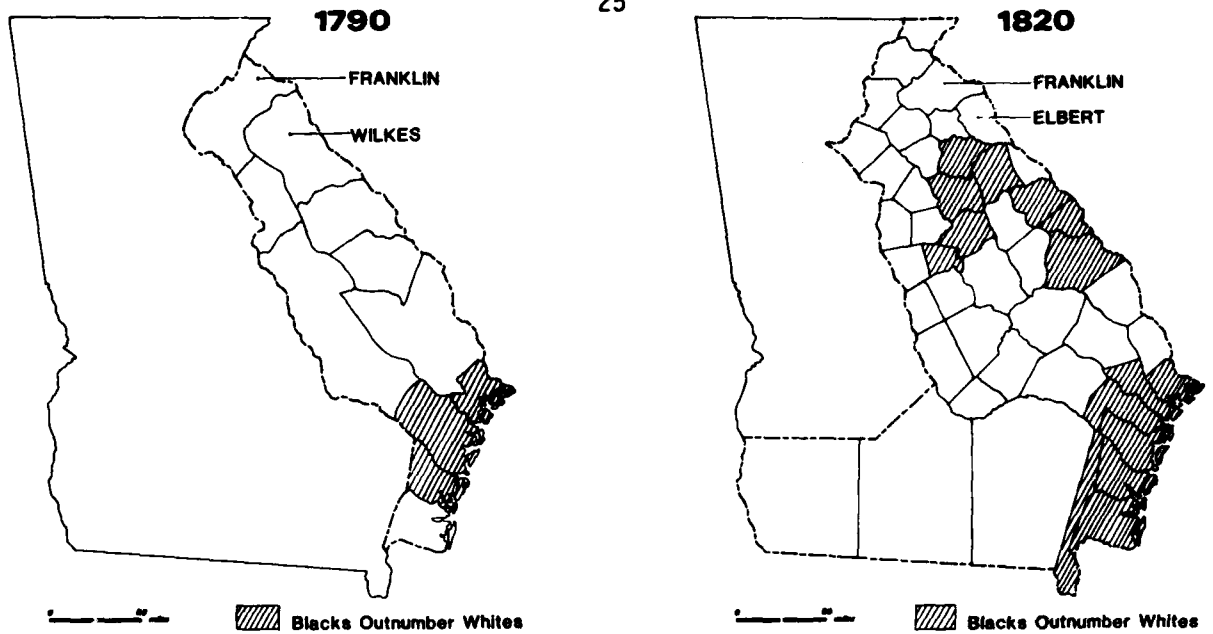 25
1790
FRANKLIN
WILKES
Blacks Outnumber Whites
1820
FRANKLIN
ELBERT
Blacks Outnumber Whites